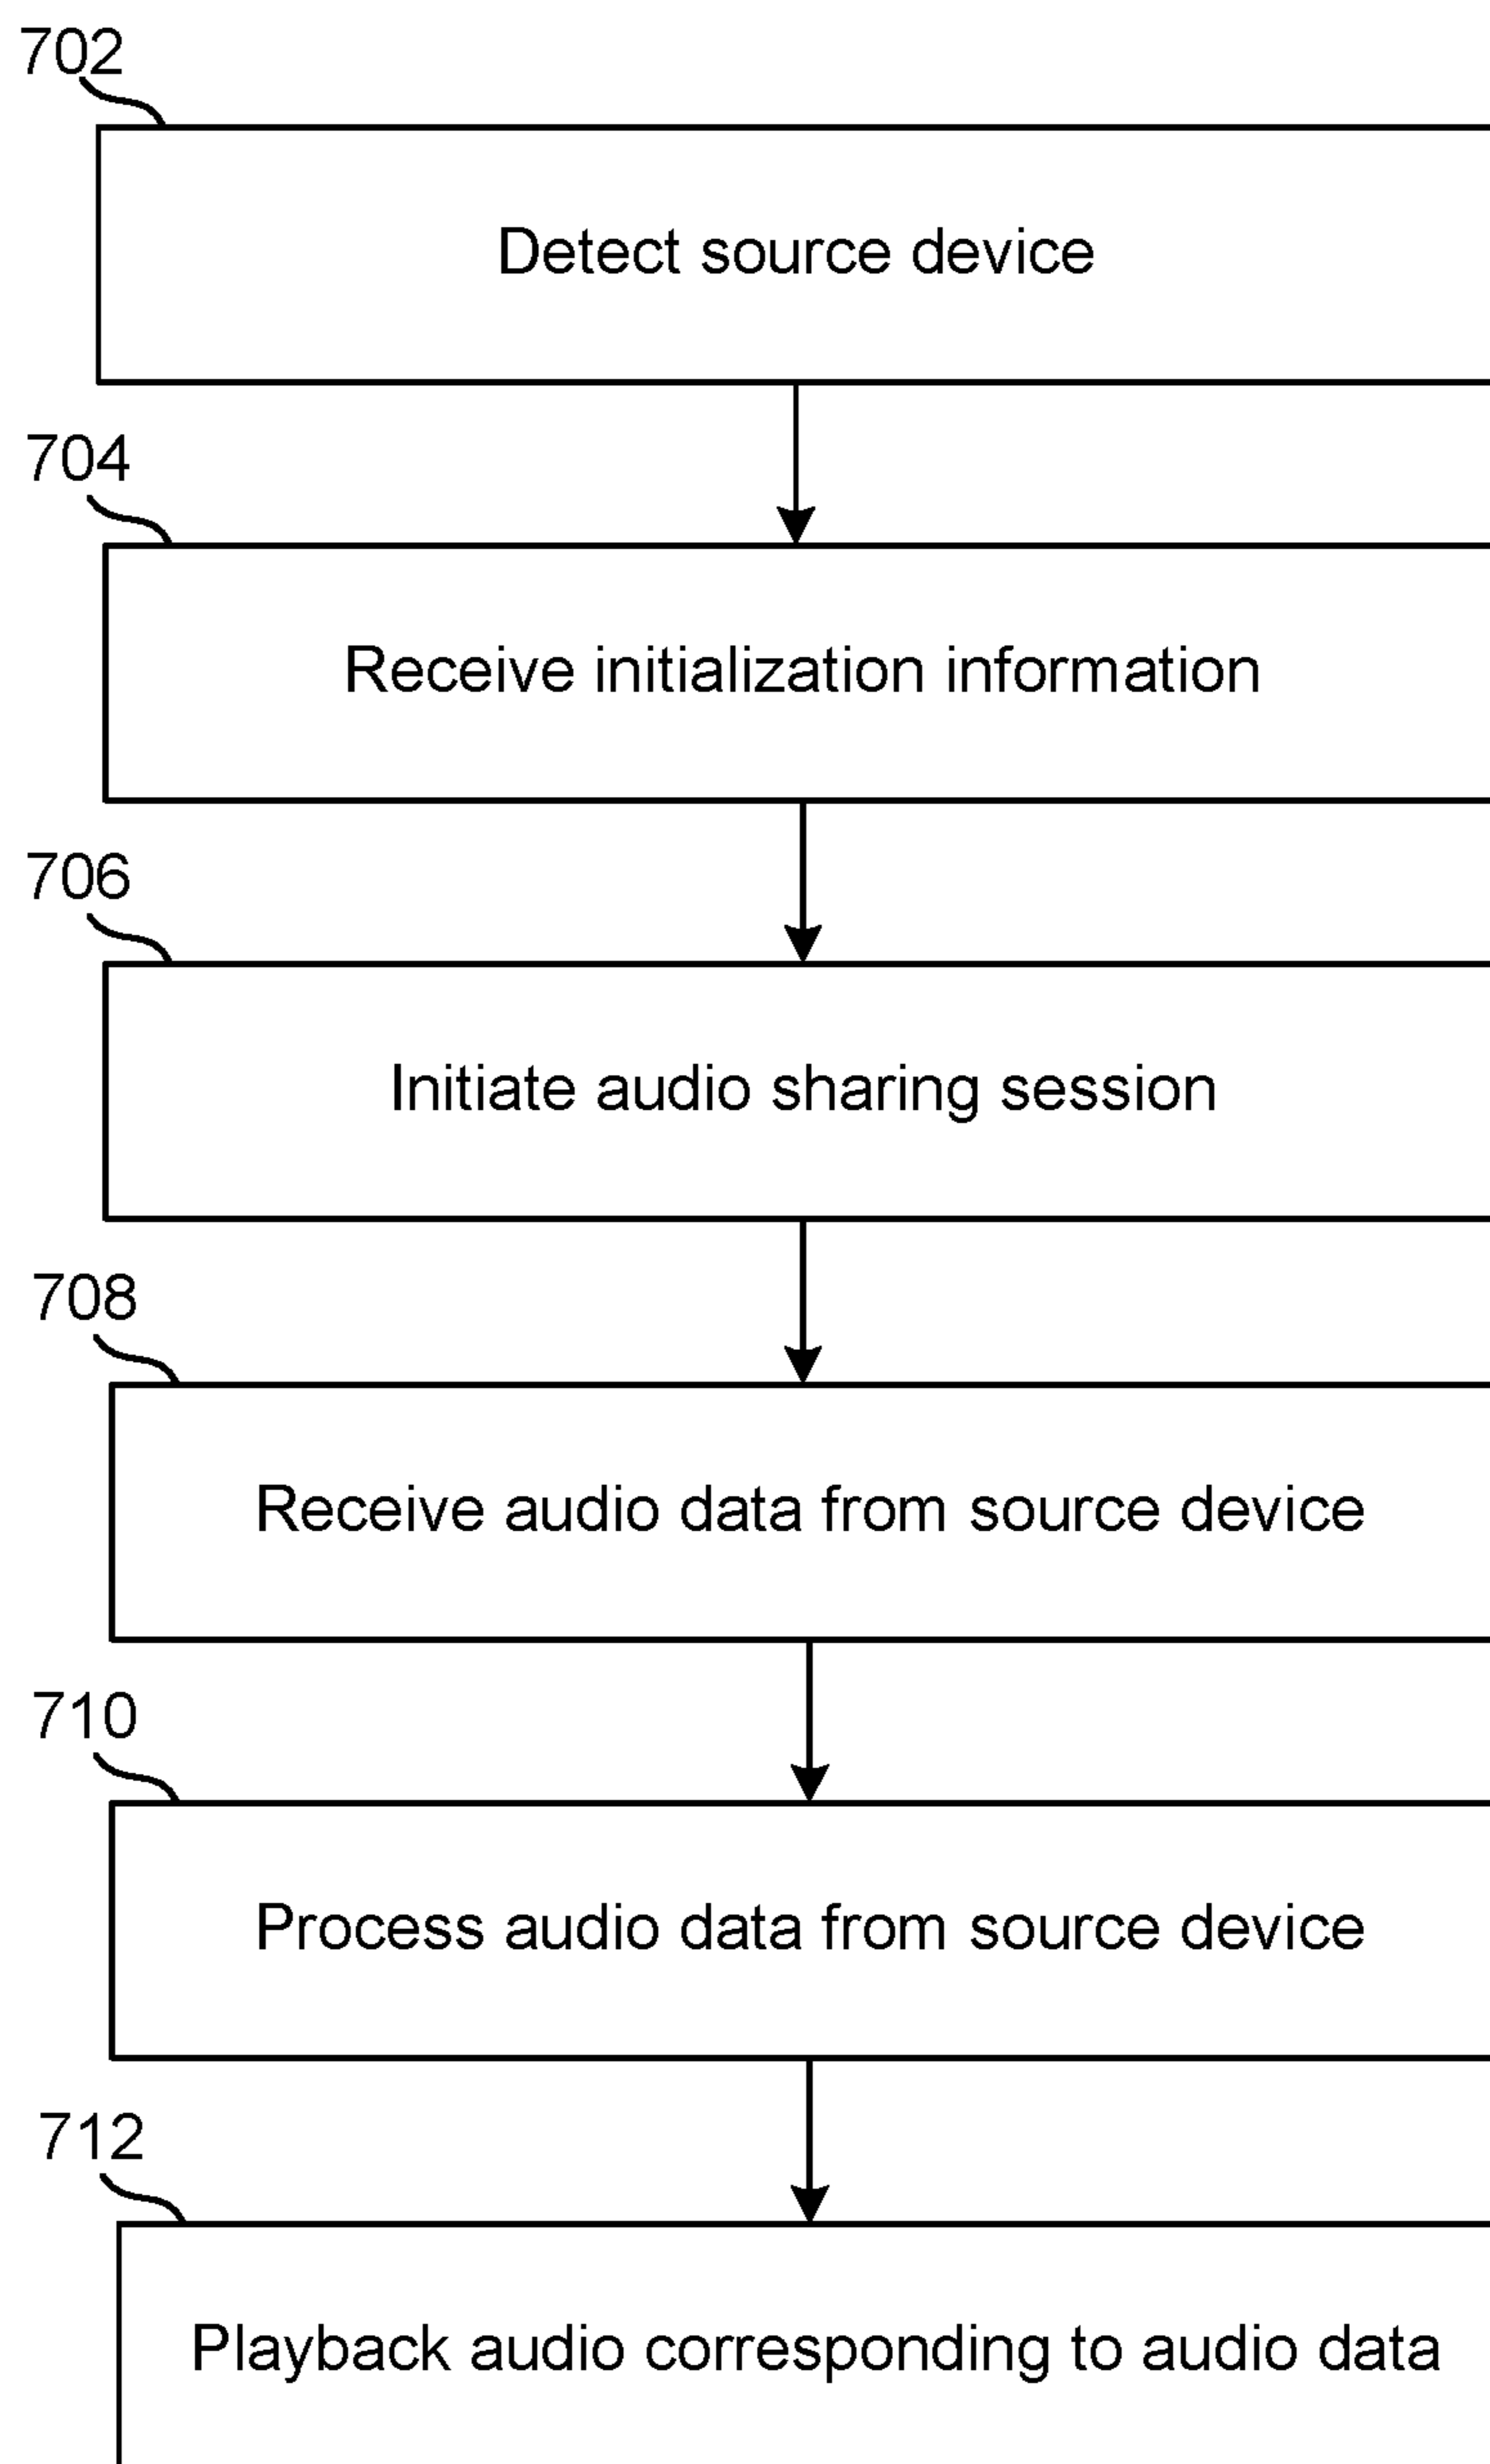 702
Detect source device
704
Receive initialization information
706
Initiate audio sharing session
708
Receive audio data from source device
710
Process audio data from source device
712
Playback audio corresponding to audio data